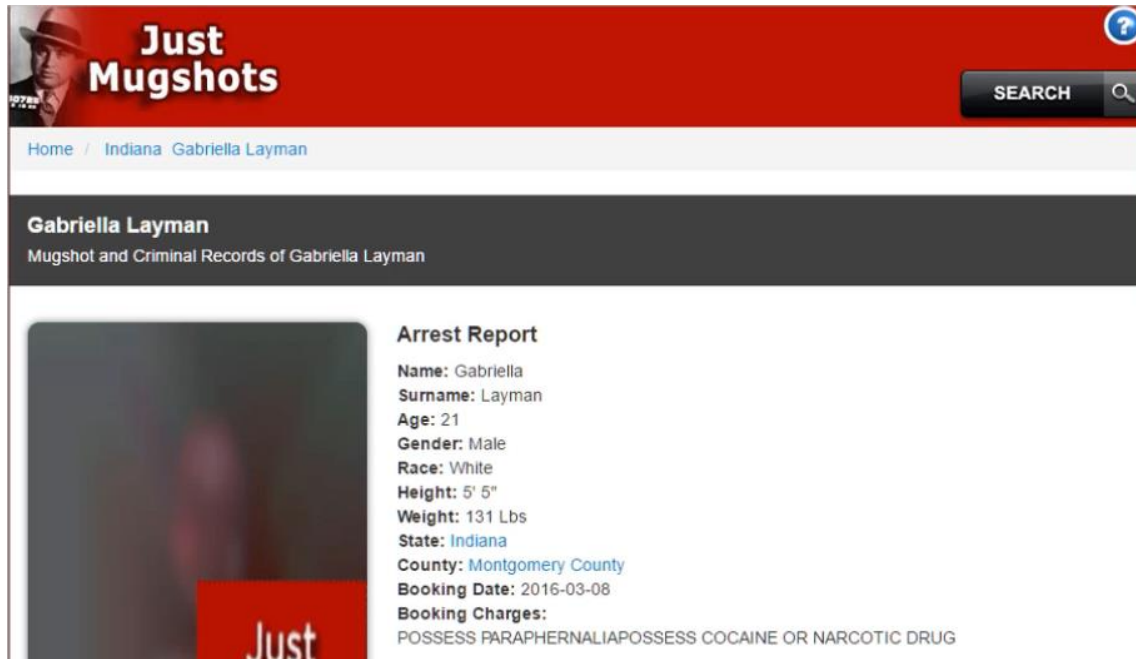 ?
Just
Mugshots
SEARCH
Home / Indiana Gabriella Layman
Gabriella Layman
Mugshot and Criminal Records of Gabriella Layman
Arrest Report
Name: Gabriella
Surname: Layman
Age: 21
Gender: Male
Race: White
Height: 5' 5"
Weight: 131 Lbs
State: Indiana
County: Montgomery County
Booking Date: 2016-03-08
Booking Charges:
POSSESS PARAPHERNALIAPOSSESS COCAINE OR NARCOTIC DRUG
Just